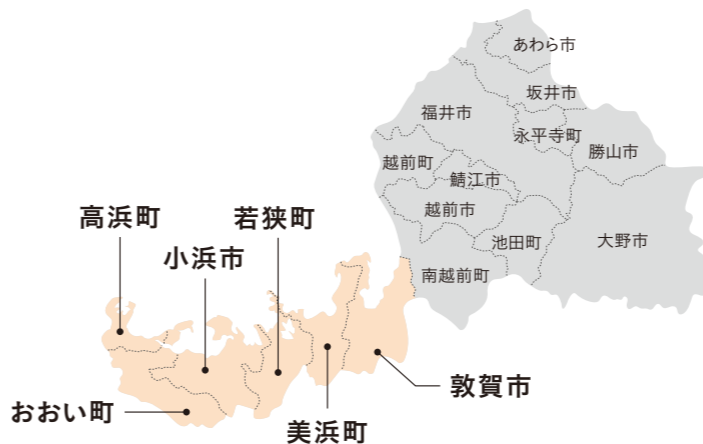 あわら市
坂井市
福井市
永平寺町
勝山市
越前町
鯖江市
越前市
池田町
大野市
南越前町
高浜町
若狭町
小浜市
敦賀市
おおい町
美浜町